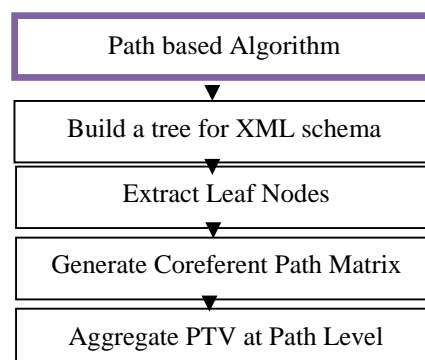 Path based Algorithm
Build a tree for XML schema
Extract Leaf Nodes
Generate Coreferent Path Matrix
Aggregate PTV at Path Level